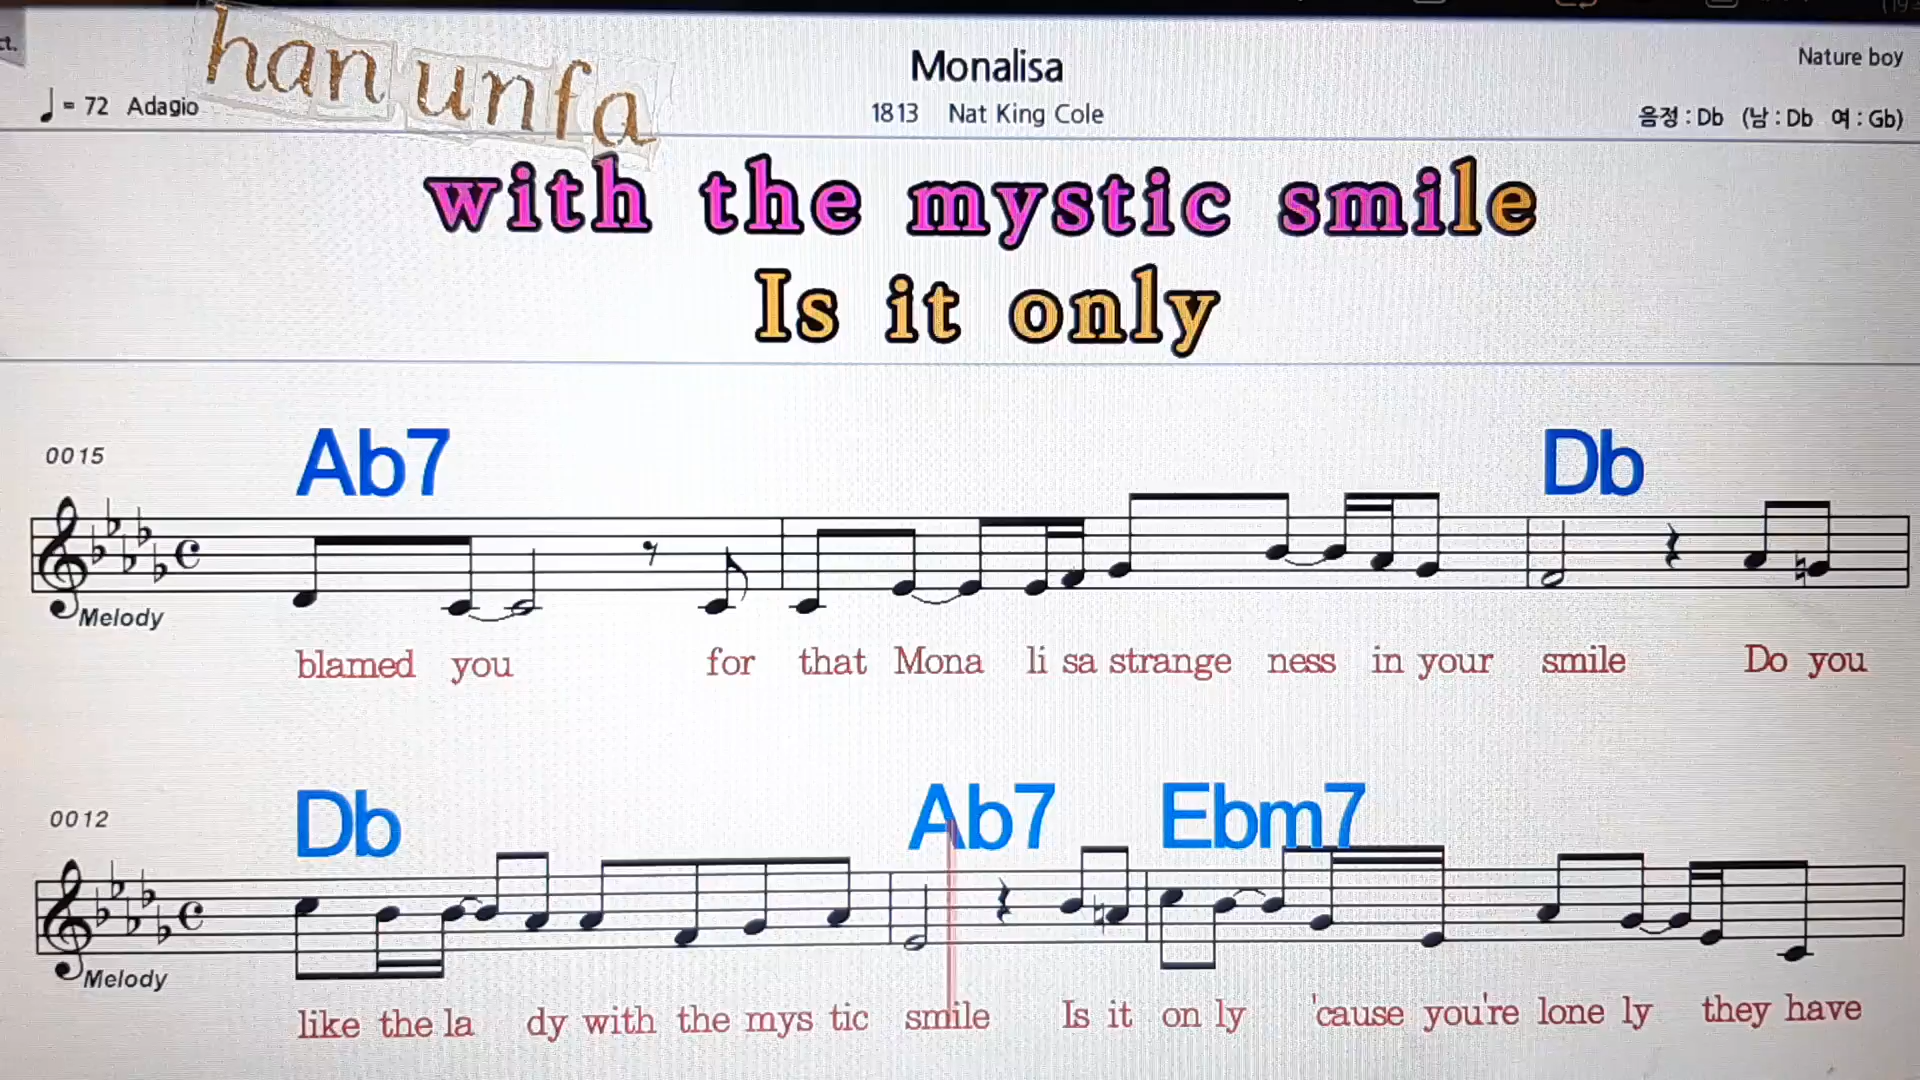 ct.
han unfa
Monalisa
Nature boy
= 72 Adagio
1813 Nat King Cole
음정 : Db (남 : Db 여 : Gb)
with the mystic smile
Is it only
0015
Ab7
Db
Melody
blamed you for that Mona li sa strange ness in your smile Do you
0012
Db
Ab7
Ebm7
Melody
like the la dy with the mys tic smile Is it on ly 'cause you're lone ly they have